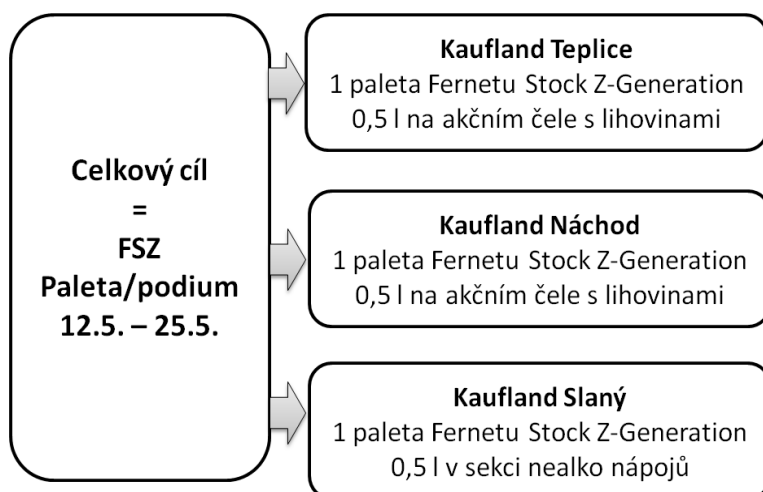 Celkový cíl
=
FSZ
Paleta/podium
12.5. – 25.5.
Kaufland Teplice
1 paleta Fernetu Stock Z-Generation
0,5 l na akčním čele s lihovinami
Kaufland Náchod
1 paleta Fernetu Stock Z-Generation
0,5 l na akčním čele s lihovinami
Kaufland Slaný
1 paleta Fernetu Stock Z-Generation
0,5 l v sekci nealko nápojů